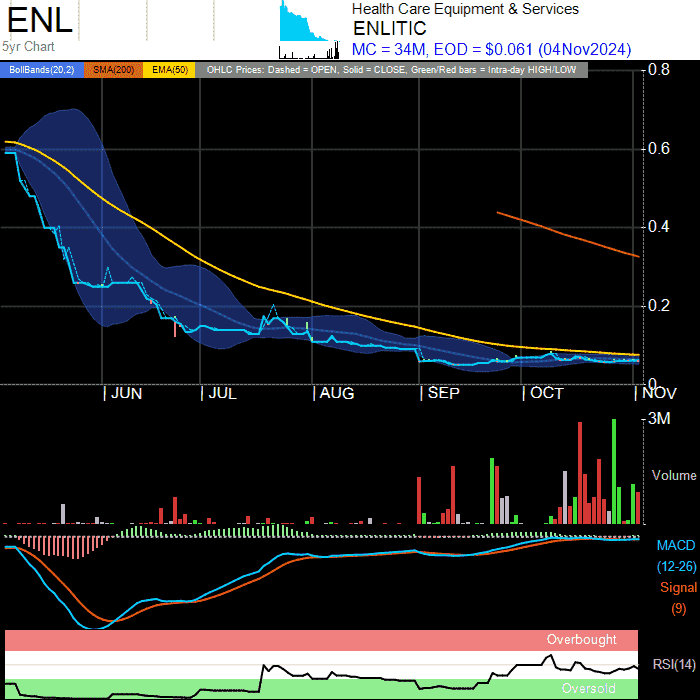 ENL
5yr Chart
Health Care Equipment & Services
ENLITIC
MC = 34M, EOD = $0.061 (04Nov2024)
BollBands(20,2) SMA(200) EMA(50) OHLC Prices: Dashed = OPEN, Solid = CLOSE, Green/Red bars = Intra-day HIGH/LOW
0.8
0.6
0.4
0.2
0
JUN JUL AUG SEP OCT NOV
3M
Volume
MACD
(12-26)
Signal
(9)
Overbought
RSI(14)
Oversold